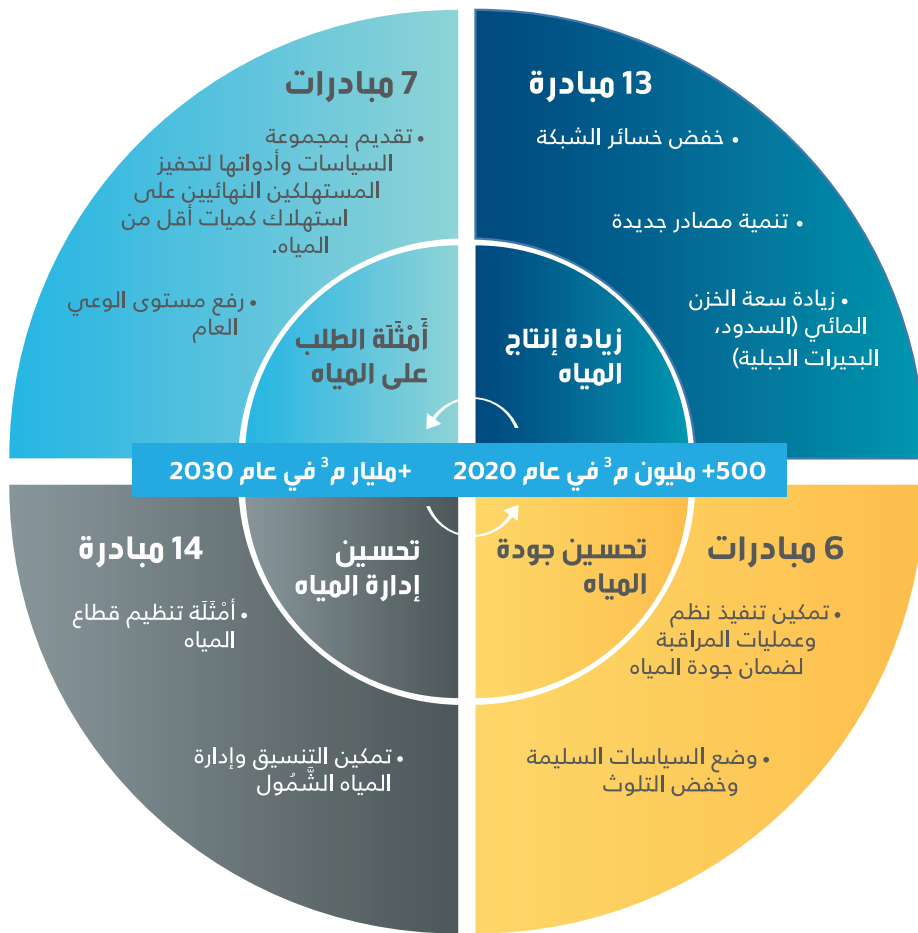 13 مبادرة
• خفض خسائر الشبكة
• تنمية مصادر جديدة
• زيادة سعة الخزن
المائي (السدود،
البحيرات الجبلية)
زيادة إنتاج
المياه
7 مبادرات
• تقديم بمجموعة
السياسات وأدواتها لتحفيز
المستهلكين النهائيين على
استهلاك كميات أقل من
المياه.
• رفع مستوى الوعي
العام
أَمْثَلَة الطلب
على المياه
500+ مليون م³ في عام 2020
+مليار م³ في عام 2030
6 مبادرات
تحسين جودة
المياه
• تمكين تنفيذ نظم
وعمليات المراقبة
لضمان جودة المياه
• وضع السياسات السليمة
وخفض التلوث
14 مبادرة
تحسين
إدارة المياه
• أَمْثَلَة تنظيم قطاع
المياه
• تمكين التنسيق وإدارة
المياه الشَّمُول